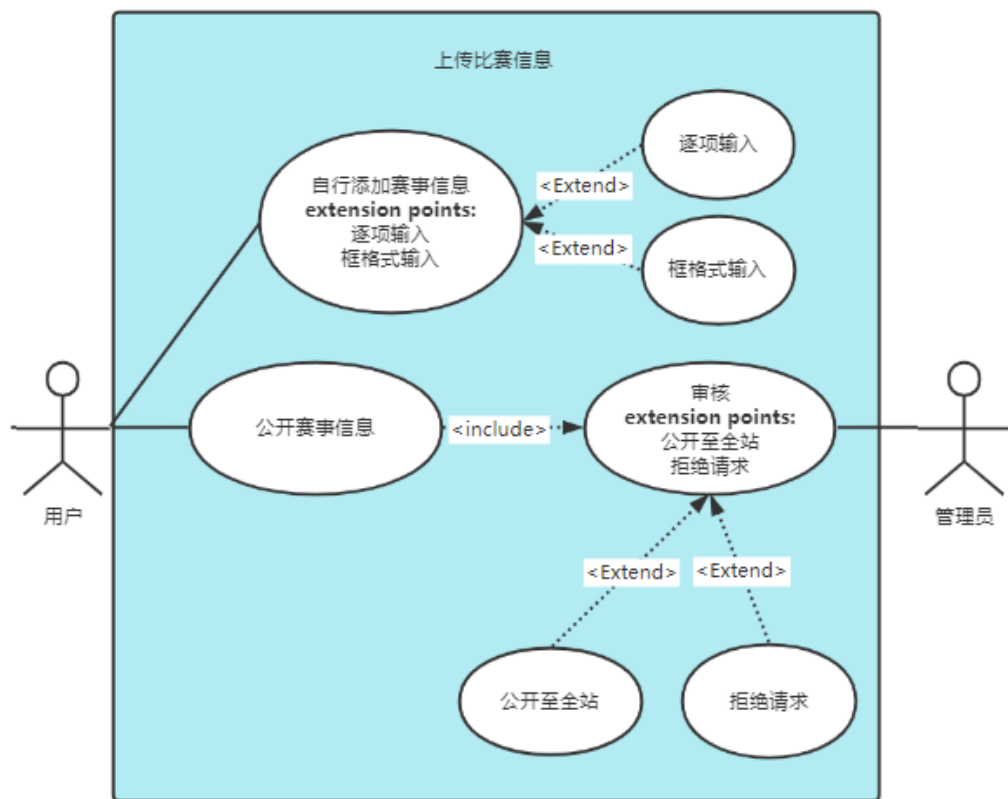 上传比赛信息
逐项输入
自行添加赛事信息
extension points:
逐项输入
框格式输入
<Extend>
<Extend>
框格式输入
公开赛事信息
<include>
审核
extension points:
公开至全站
拒绝请求
用户
管理员
<Extend>
<Extend>
公开至全站
拒绝请求